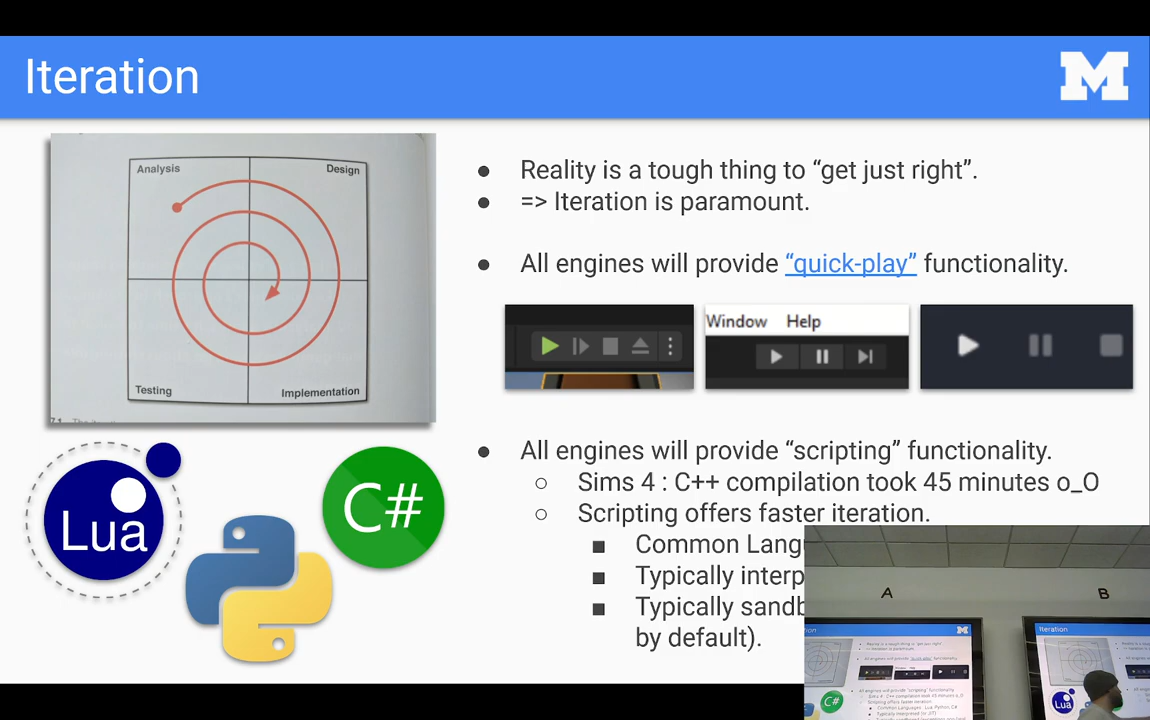 Iteration
Analysis
Design
Testing
Implementation
● Reality is a tough thing to “get just right”.
● => Iteration is paramount.
● All engines will provide “quick-play” functionality.
Window Help
● All engines will provide “scripting” functionality.
○ Sims 4 : C++ compilation took 45 minutes o_O
○ Scripting offers faster iteration.
■ Common Lang
■ Typically interp
■ Typically sandb
by default).
Lua
C#
M
A
B
Iteration